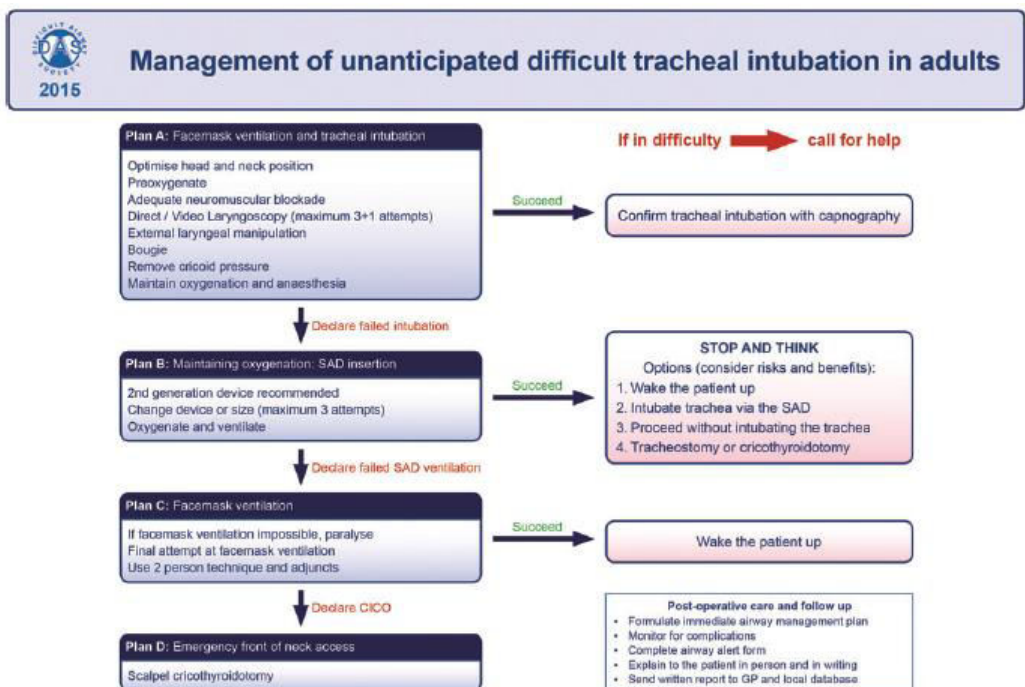 DIFFICULT AIRWAY SOCIETY
DAS
2015
Management of unanticipated difficult tracheal intubation in adults
If in difficulty call for help
Plan A: Facemask ventilation and tracheal intubation
Optimise head and neck position
Preoxygenate
Adequate neuromuscular blockade
Direct / Video Laryngoscopy (maximum 3+1 attempts)
External laryngeal manipulation
Bougie
Remove cricoid pressure
Maintain oxygenation and anaesthesia
Succeed
Confirm tracheal intubation with capnography
Declare failed intubation
Plan B: Maintaining oxygenation: SAD insertion
2nd generation device recommended
Change device or size (maximum 3 attempts)
Oxygenate and ventilate
Succeed
STOP AND THINK
Options (consider risks and benefits):
1. Wake the patient up
2. Intubate trachea via the SAD
3. Proceed without intubating the trachea
4. Tracheostomy or cricothyroidotomy
Declare failed SAD ventilation
Plan C: Facemask ventilation
If facemask ventilation impossible, paralyse
Final attempt at facemask ventilation
Use 2 person technique and adjuncts
Succeed
Wake the patient up
Declare CICO
Plan D: Emergency front of neck access
Scalpel cricothyroidotomy
Post-operative care and follow up
• Formulate immediate airway management plan
• Monitor for complications
• Complete airway alert form
• Explain to the patient in person and in writing
• Send written report to GP and local database